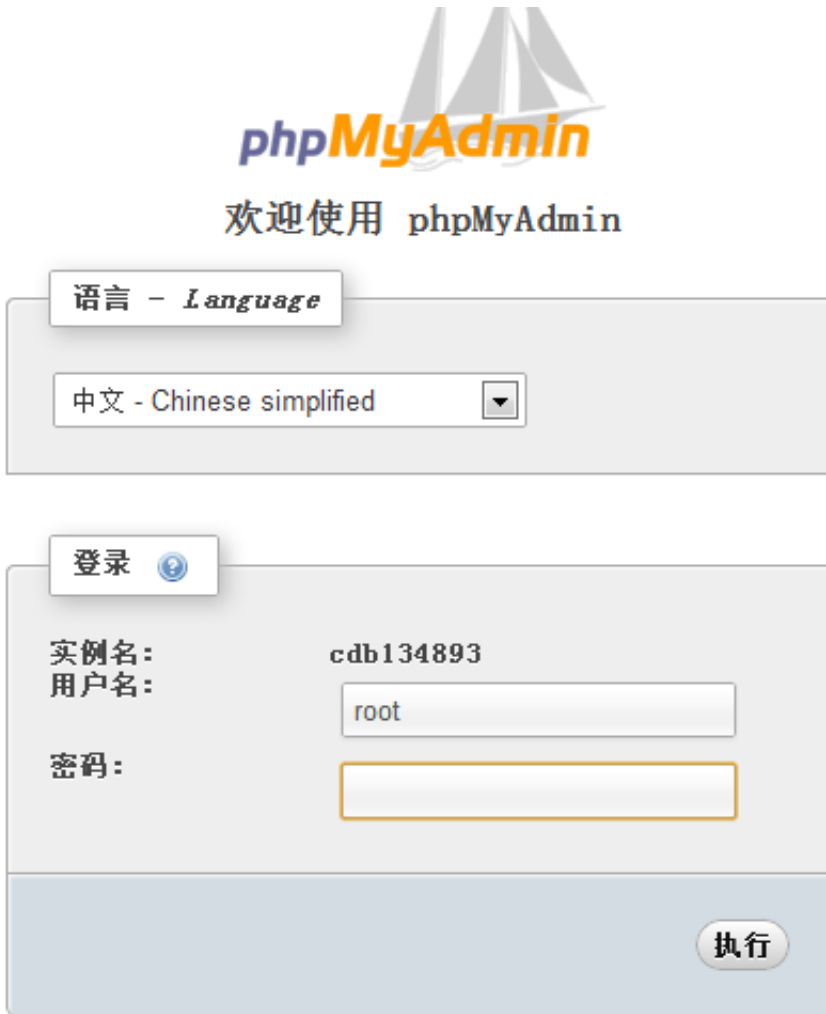 phpMyAdmin
欢迎使用 phpMyAdmin
语言 - Language
中文 - Chinese simplified
登录
实例名: cdb134893
用户名: root
密码:
执行